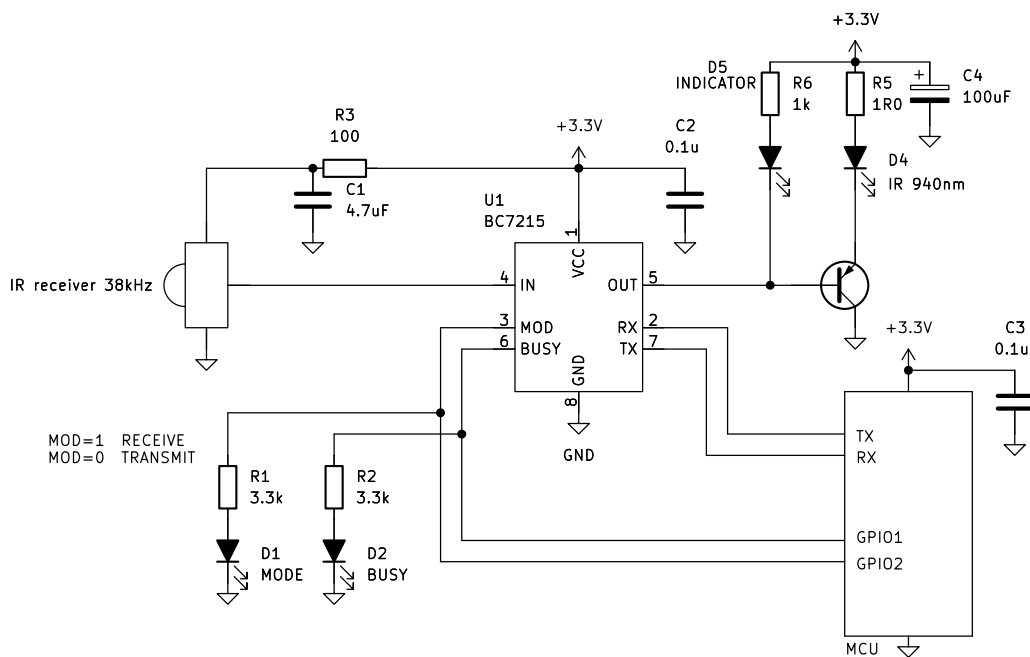 +3.3V
D5
INDICATOR
R6
1k
R5
1R0
+
C4
100uF
R3
100
+3.3V
C2
0.1u
D4
IR 940nm
C1
4.7uF
U1
BC7215
1
VCC
IR receiver 38kHz
4
IN
OUT
5
3
MOD
RX
2
6
BUSY
TX
7
GND
8
GND
+3.3V
C3
0.1u
MOD=1 RECEIVE
MOD=0 TRANSMIT
TX
RX
R1
3.3k
R2
3.3k
GPIO1
GPIO2
D1
MODE
D2
BUSY
MCU